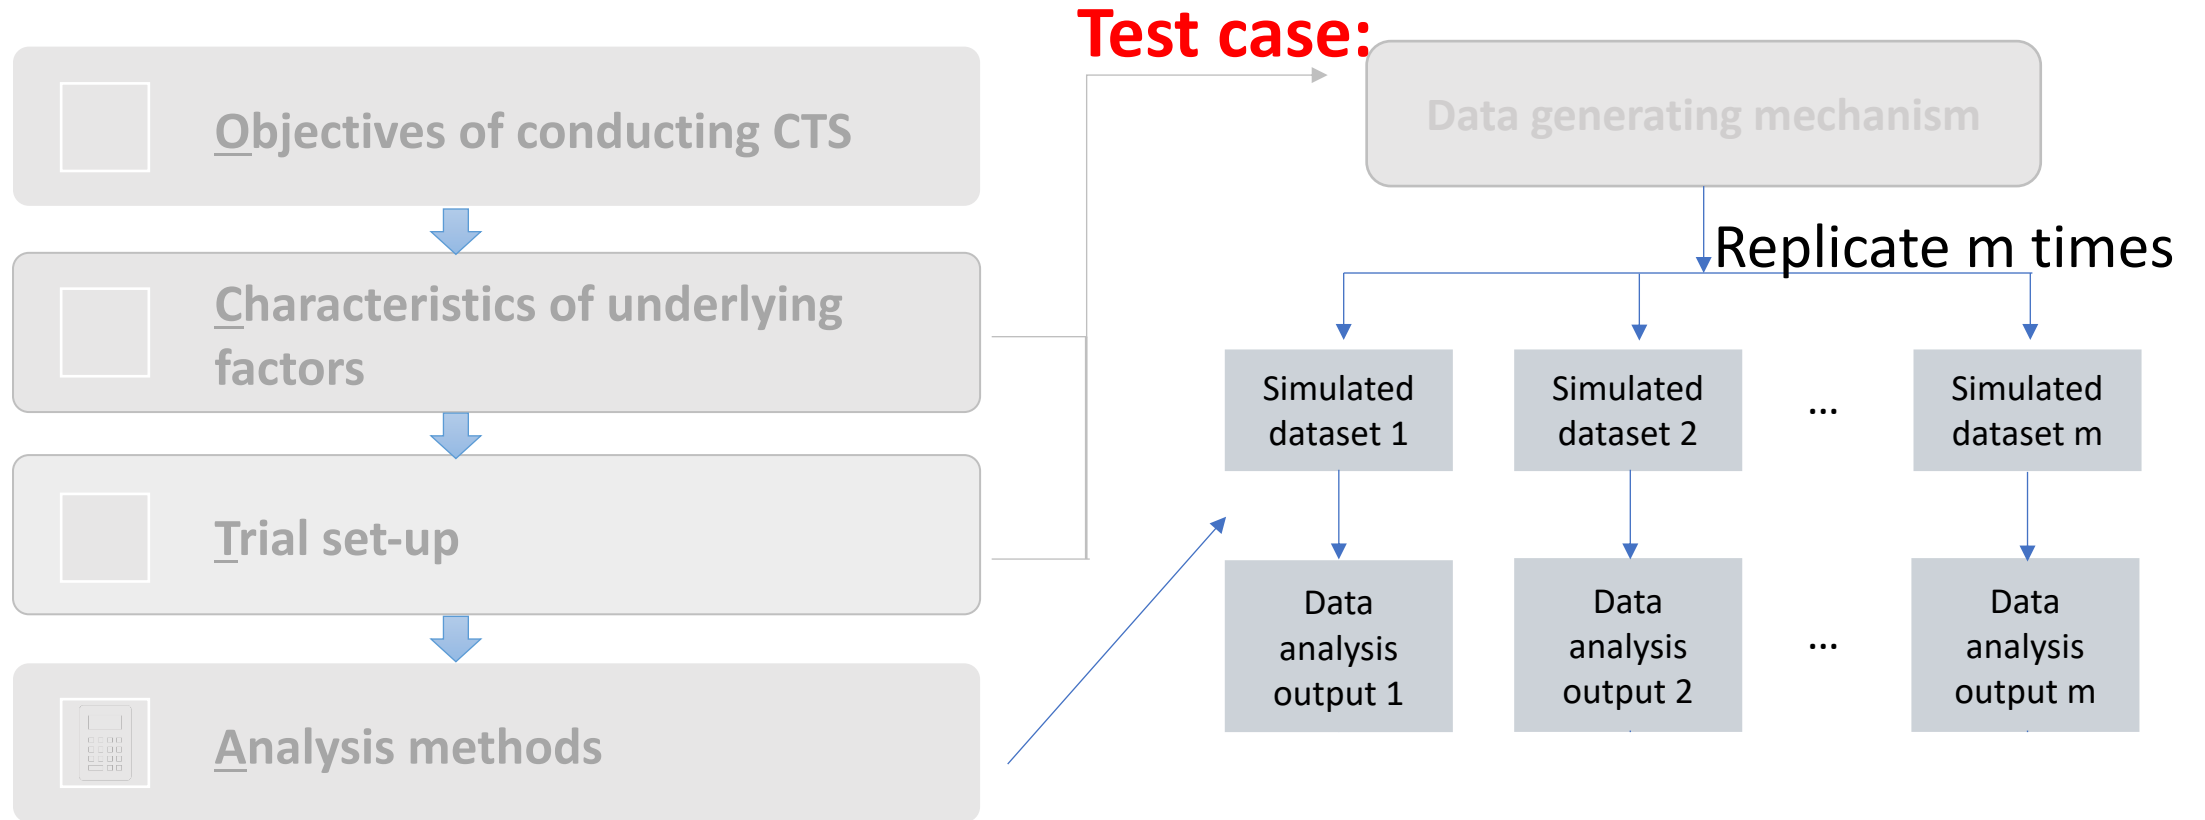 Test case:
Objectives of conducting CTS
Characteristics of underlying
factors
Trial set-up
Analysis methods
Data generating mechanism
Replicate m times
Simulated
dataset 1
Simulated
dataset 2
...
Simulated
dataset m
Data
analysis
output 1
Data
analysis
output 2
...
Data
analysis
output m